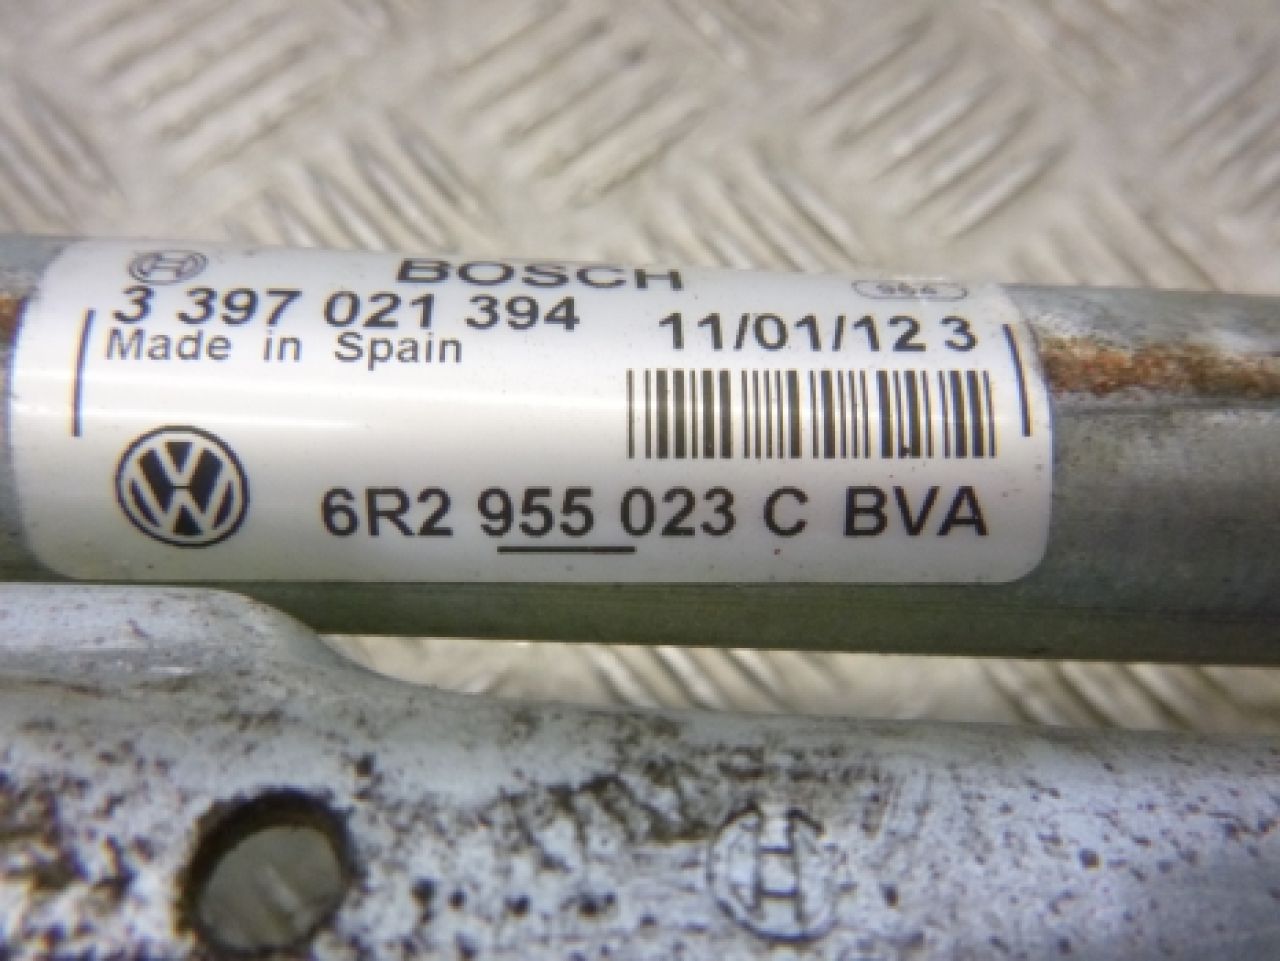 BOSCH
3 397 021 394
11/01/12 3
Made in Spain
6R2 955 023 C BVA